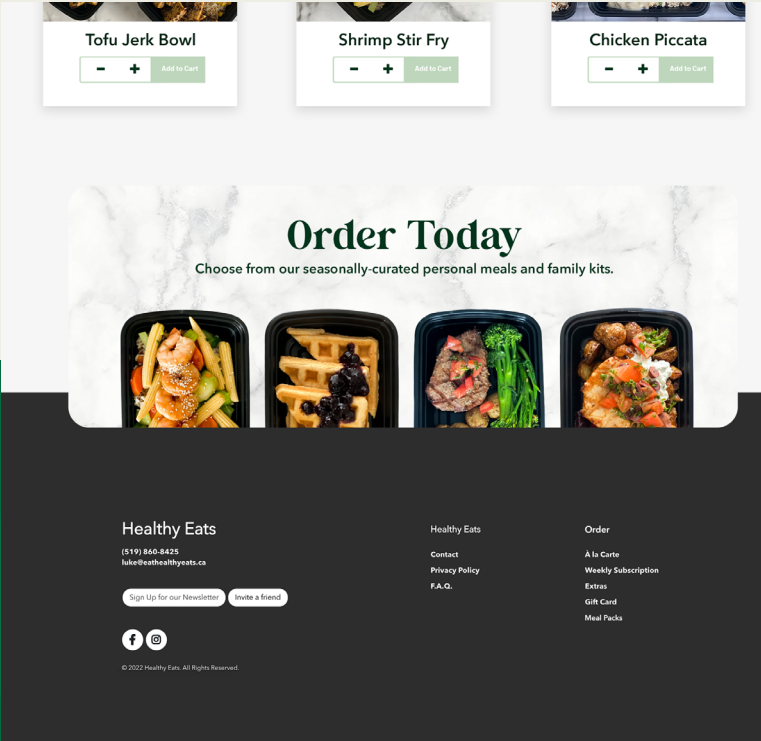 Tofu Jerk Bowl
- + Add to Cart
Shrimp Stir Fry
- + Add to Cart
Chicken Piccata
- + Add to Cart
Order Today
Choose from our seasonally-curated personal meals and family kits.
Healthy Eats
(519) 860-8425
luke@eathealthyeats.ca
Sign Up for our Newsletter
Invite a friend
© 2022 Healthy Eats. All Rights Reserved.
Healthy Eats
Contact
Privacy Policy
F.A.Q.
Order
À la Carte
Weekly Subscription
Extras
Gift Card
Meal Packs